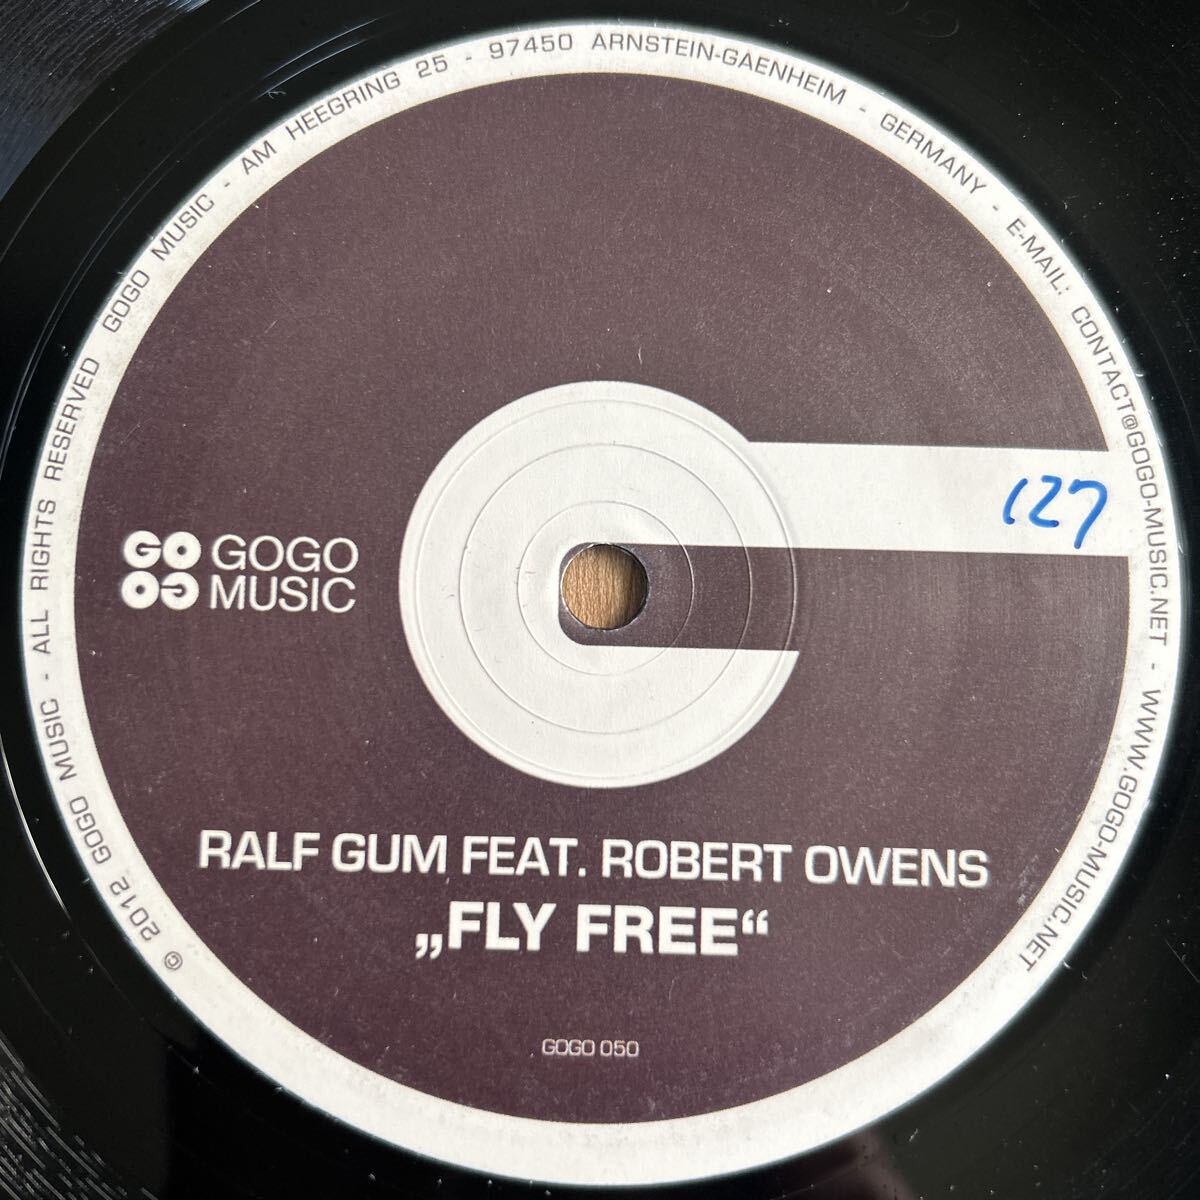 © 2012 GOGO MUSIC - ALL RIGHTS RESERVED GOGO MUSIC - AM HEEGRING 25 - 97450 ARNSTEIN-GAENHEIM - GERMANY - E-MAIL: CONTACT@GOGO-MUSIC.NET - WWW.GOGO-MUSIC.NET
127
GO GOGO
OG MUSIC
RALF GUM FEAT. ROBERT OWENS
„FLY FREE“
GOGO 050